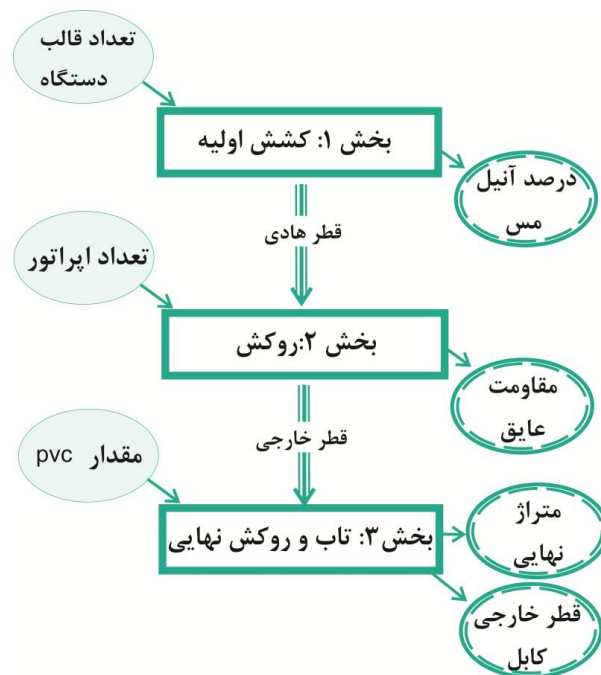 تعداد قالب
دستگاه
بخش ۱: کشش اولیه
درصد آنیل
مس
قطر هادی
تعداد اپراتور
بخش ۲:روکش
مقاومت
عایق
قطر خارجی
مقدار pvc
بخش۳: تاب و روکش نهایی
متراژ
نهایی
قطر خارجی
کابل